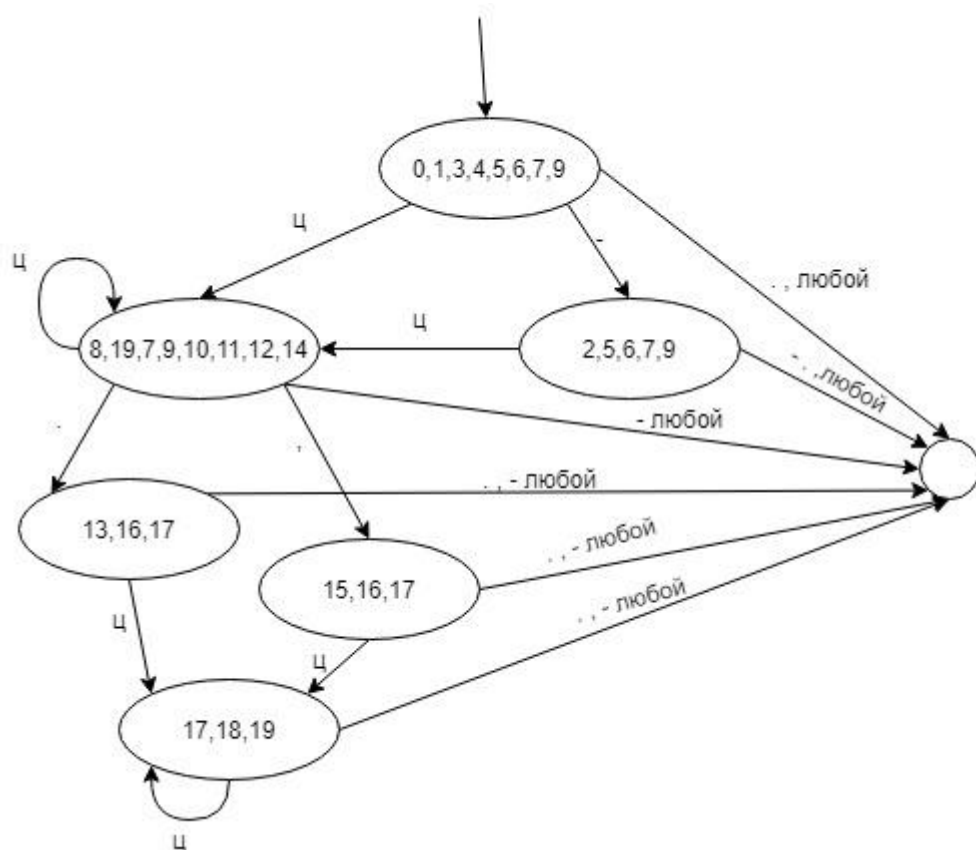 0,1,3,4,5,6,7,9
ц
-
. , любой
ц
8,19,7,9,10,11,12,14
ц
2,5,6,7,9
- . ,любой
- любой
.
,
. , - любой
13,16,17
15,16,17
. , - любой
ц
ц
. , - любой
17,18,19
ц